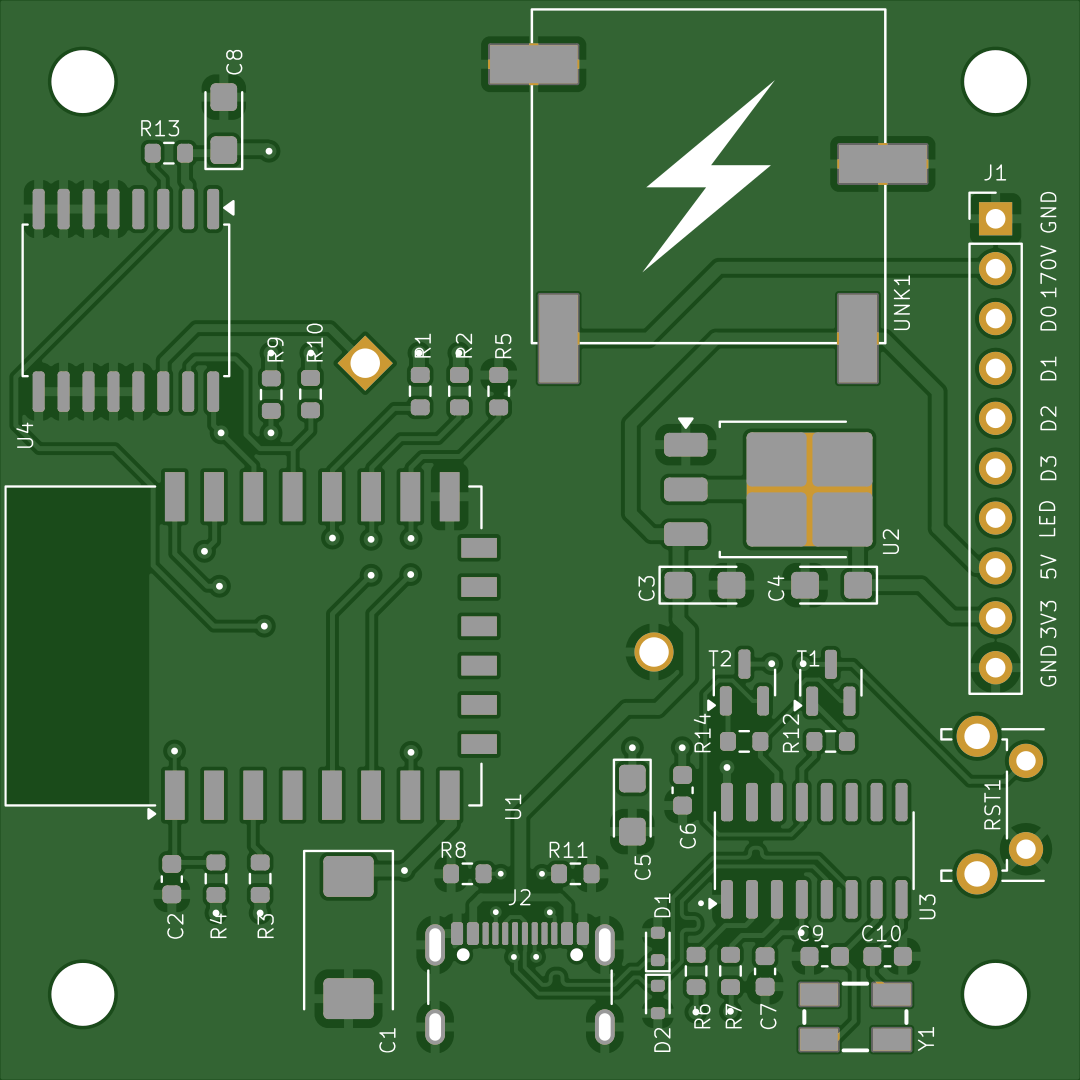 C8
R13
J1
GND
170V
D0
D1
D2
D3
LED
5V
3V3
GND
UNK1
R9
R10
R1
R2
R5
U4
U2
C3
C4
T2
T1
R14
R12
RST1
U1
C6
C5
R8
R11
J2
C2
R4
R3
D1
U3
C9
C10
C1
D2
R6
R7
C7
Y1